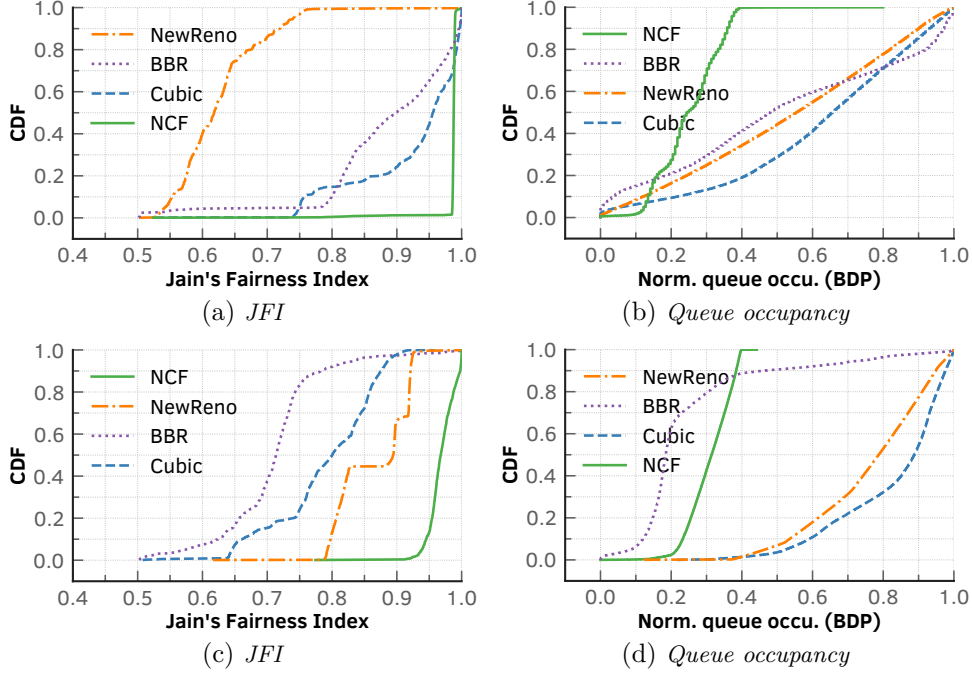 1.0
0.8
0.6
0.4
0.2
0.0
CDF
NewReno
BBR
Cubic
NCF
0.4 0.5 0.6 0.7 0.8 0.9 1.0
Jain's Fairness Index
(a) JFI
1.0
0.8
0.6
0.4
0.2
0.0
CDF
NCF
BBR
NewReno
Cubic
0.0 0.2 0.4 0.6 0.8 1.0
Norm. queue occu. (BDP)
(b) Queue occupancy
1.0
0.8
0.6
0.4
0.2
0.0
CDF
NCF
NewReno
BBR
Cubic
0.4 0.5 0.6 0.7 0.8 0.9 1.0
Jain's Fairness Index
(c) JFI
1.0
0.8
0.6
0.4
0.2
0.0
CDF
NewReno
BBR
Cubic
NCF
0.0 0.2 0.4 0.6 0.8 1.0
Norm. queue occu. (BDP)
(d) Queue occupancy